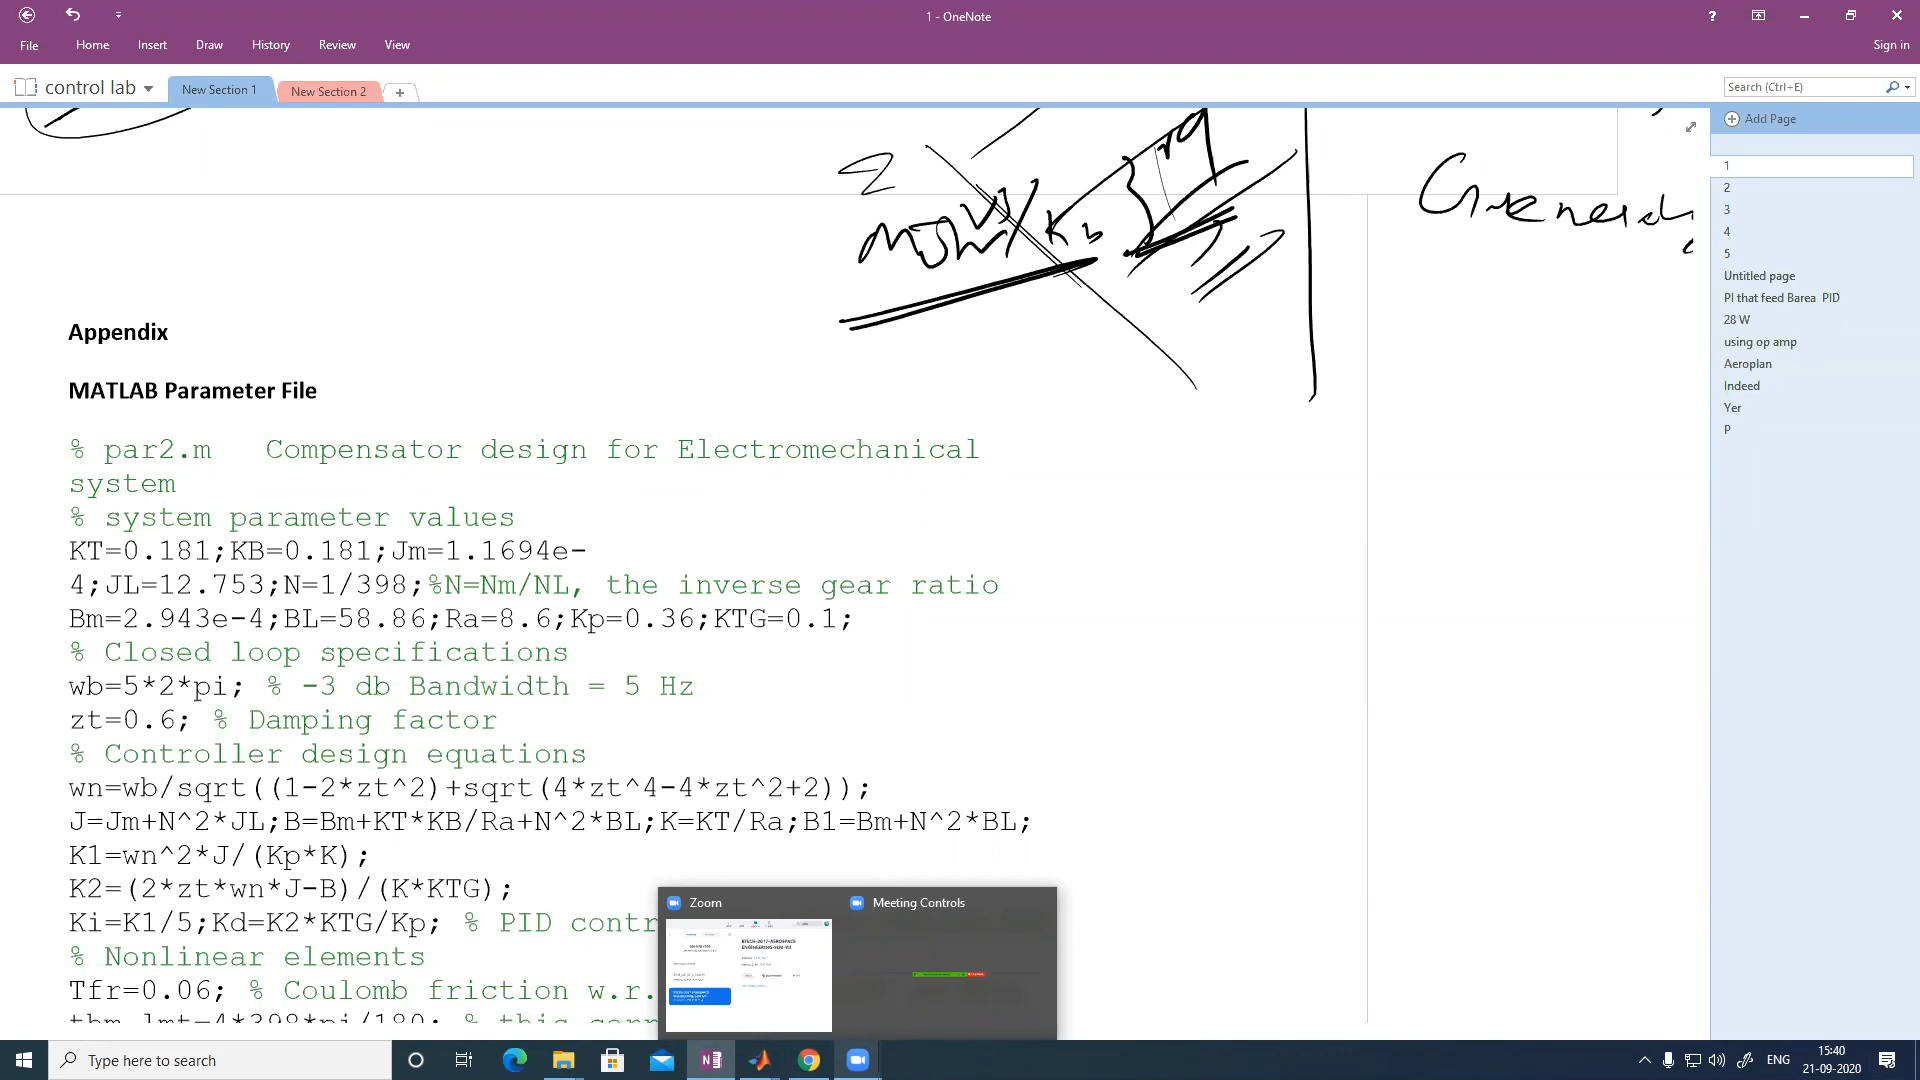 1 - OneNote
File Home Insert Draw History Review View
Sign in
control lab
New Section 1
New Section 2
Search (Ctrl+E)
Add Page
1
2
3
4
5
Untitled page
PI that feed Barea PID
28 W
using op amp
Aeroplan
Indeed
Yer
P
2
Kb
Appendix
MATLAB Parameter File
% par2.m Compensator design for Electromechanical
system
% system parameter values
KT=0.181;KB=0.181;Jm=1.1694e-
4;JL=12.753;N=1/398;%N=Nm/NL, the inverse gear ratio
Bm=2.943e-4;BL=58.86;Ra=8.6;Kp=0.36;KTG=0.1;
% Closed loop specifications
wb=5*2*pi; % -3 db Bandwidth = 5 Hz
zt=0.6; % Damping factor
% Controller design equations
wn=wb/sqrt((1-2*zt^2)+sqrt(4*zt^4-4*zt^2+2));
J=Jm+N^2*JL;B=Bm+KT*KB/Ra+N^2*BL;K=KT/Ra;B1=Bm+N^2*BL;
K1=wn^2*J/(Kp*K);
K2=(2*zt*wn*J-B)/(K*KTG);
Ki=K1/5;Kd=K2*KTG/Kp; % PID contr
% Nonlinear elements
Tfr=0.06; % Coulomb friction w.r.
Zoom
Meeting Controls
BTECH-2017-AEROSPACE
ENGINEERING-SEM-VII
Type here to search
ENG
15:40
21-09-2020